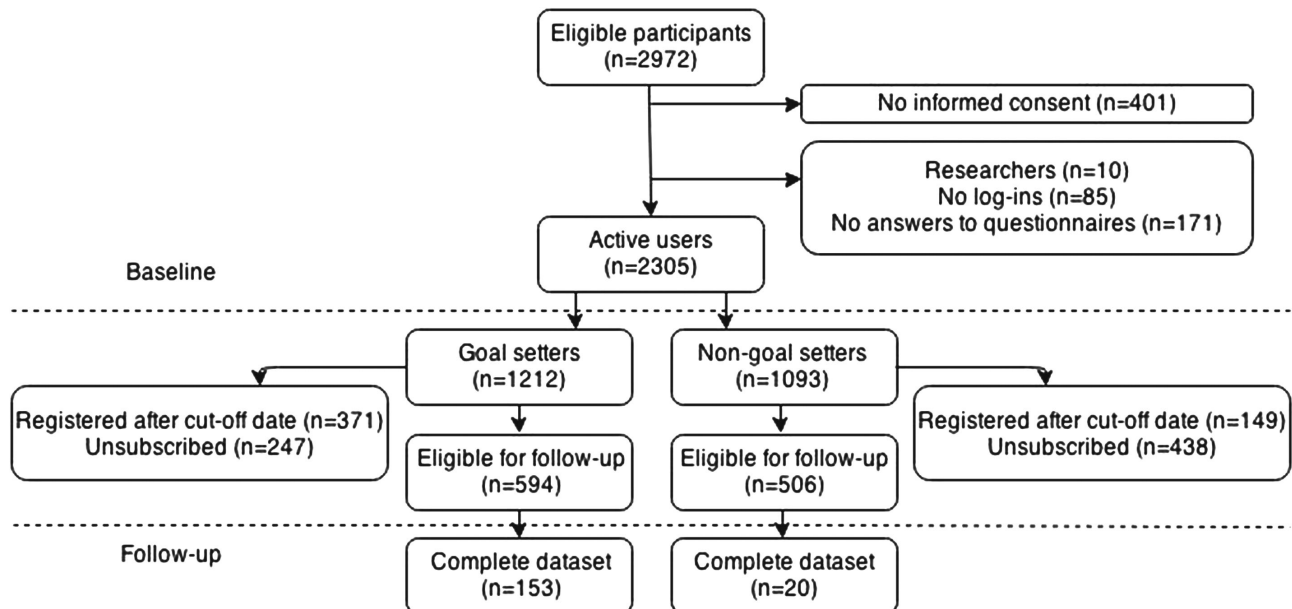 Eligible participants
(n=2972)
No informed consent (n=401)
Researchers (n=10)
No log-ins (n=85)
No answers to questionnaires (n=171)
Active users
(n=2305)
Baseline
Goal setters
(n=1212)
Non-goal setters
(n=1093)
Registered after cut-off date (n=371)
Unsubscribed (n=247)
Registered after cut-off date (n=149)
Unsubscribed (n=438)
Eligible for follow-up
(n=594)
Eligible for follow-up
(n=506)
Follow-up
Complete dataset
(n=153)
Complete dataset
(n=20)